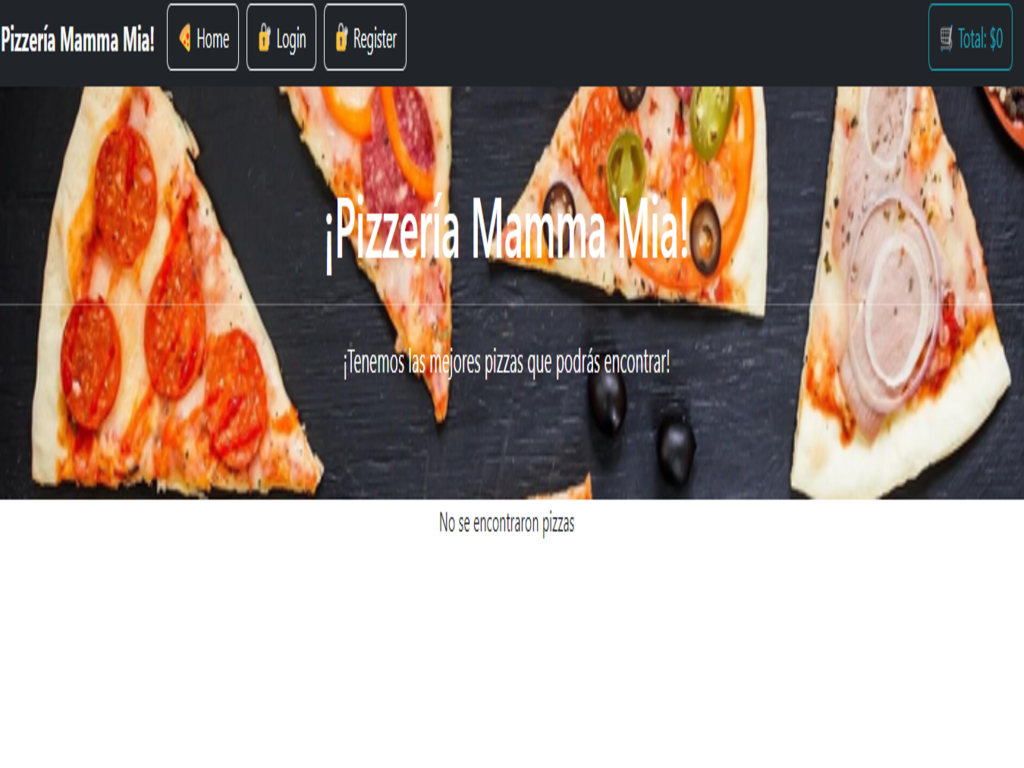 Pizzería Mamma Mia! Home Login Register Total: $0
¡Pizzería Mamma Mia!
¡Tenemos las mejores pizzas que podrás encontrar!
No se encontraron pizzas